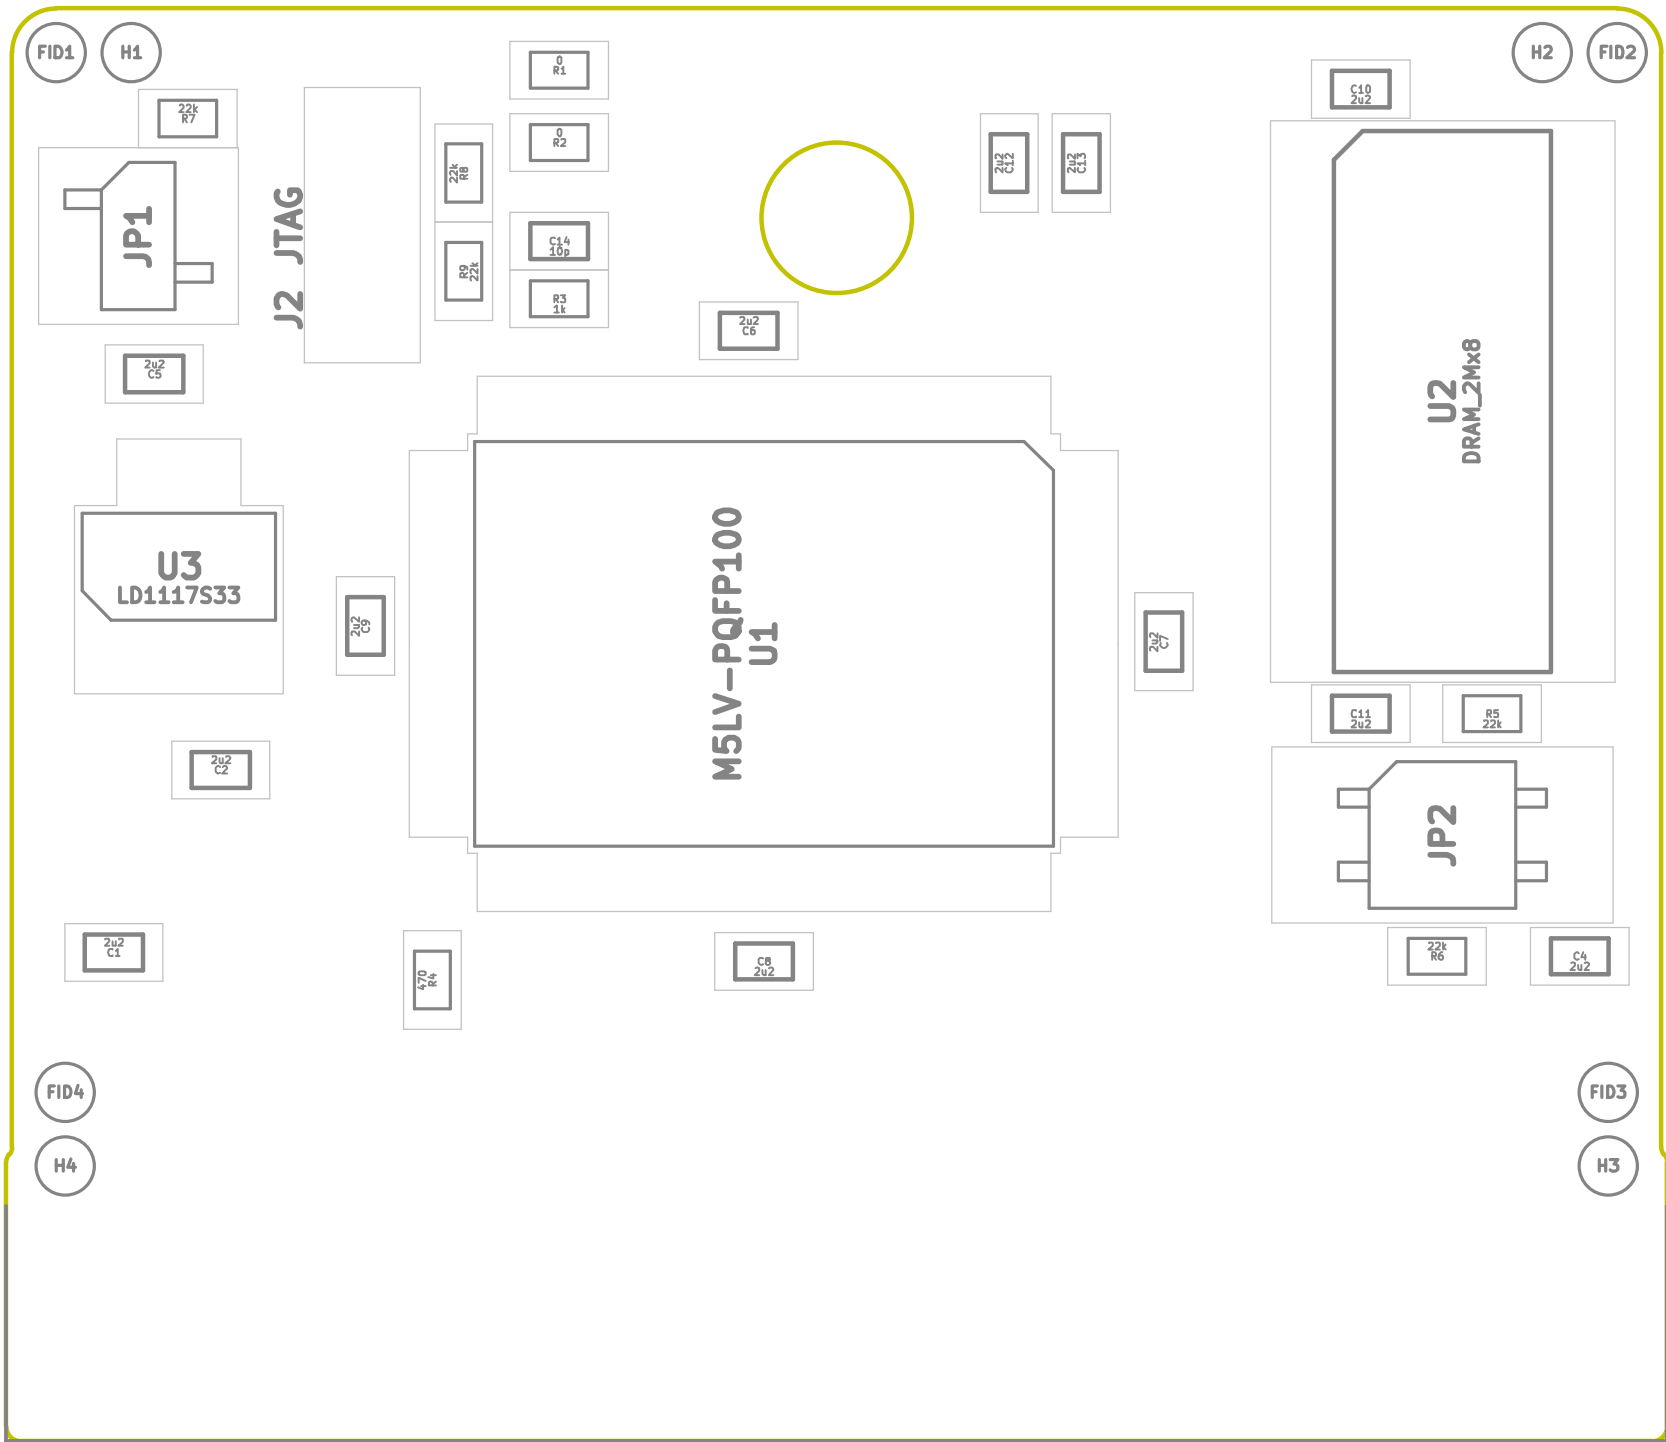 FID1
H1
H2
FID2
0
R1
C10
2u2
22k
R7
0
R2
2u2
C12
2u2
C13
22k
R8
JP1
J2 JTAG
C14
10p
R9
22k
R3
1k
2u2
C6
2u2
C5
U2
DRAM_2Mx8
U3
LD1117S33
2u2
C9
M5LV-PQFP100
U1
2u2
C7
C11
2u2
R5
22k
2u2
C2
JP2
2u2
C1
470
R4
C8
2u2
22k
R6
C4
2u2
FID4
FID3
H4
H3